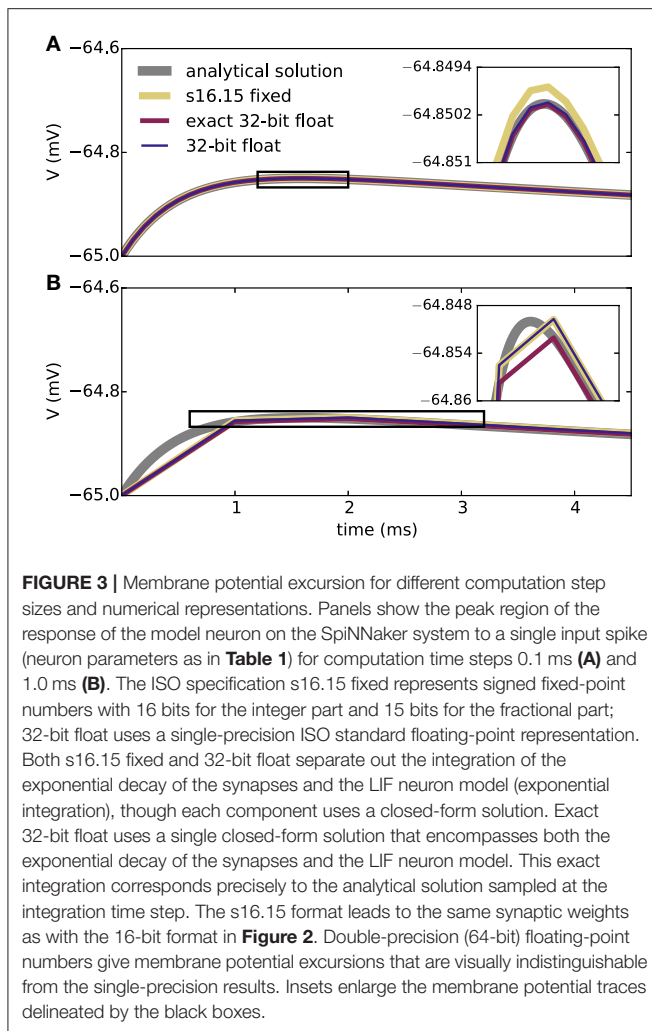 A
−64.6
analytical solution
s16.15 fixed
exact 32-bit float
32-bit float
−64.8494
−64.8502
−64.851
V (mV)
−64.8
−65.0
B
−64.6
−64.848
−64.854
−64.86
V (mV)
−64.8
−65.0
1
2
3
4
time (ms)
FIGURE 3 | Membrane potential excursion for different computation step
sizes and numerical representations. Panels show the peak region of the
response of the model neuron on the SpiNNaker system to a single input spike
(neuron parameters as in Table 1) for computation time steps 0.1 ms (A) and
1.0 ms (B). The ISO specification s16.15 fixed represents signed fixed-point
numbers with 16 bits for the integer part and 15 bits for the fractional part;
32-bit float uses a single-precision ISO standard floating-point representation.
Both s16.15 fixed and 32-bit float separate out the integration of the
exponential decay of the synapses and the LIF neuron model (exponential
integration), though each component uses a closed-form solution. Exact
32-bit float uses a single closed-form solution that encompasses both the
exponential decay of the synapses and the LIF neuron model. This exact
integration corresponds precisely to the analytical solution sampled at the
integration time step. The s16.15 format leads to the same synaptic weights
as with the 16-bit format in Figure 2. Double-precision (64-bit) floating-point
numbers give membrane potential excursions that are visually indistinguishable
from the single-precision results. Insets enlarge the membrane potential traces
delineated by the black boxes.